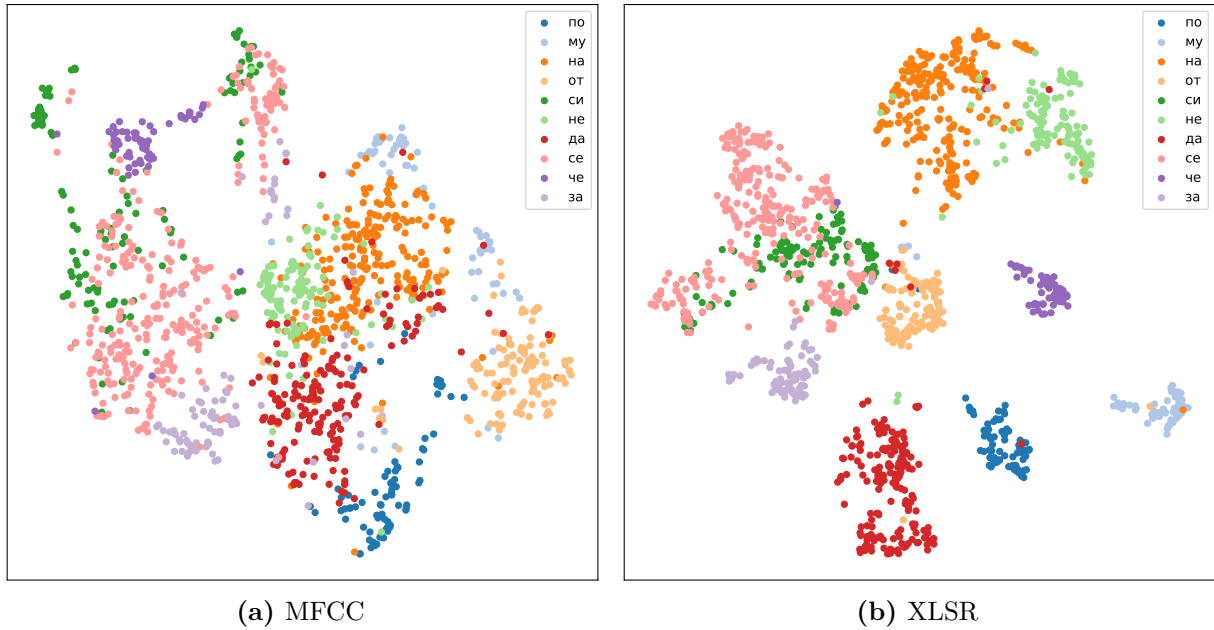 по
му
на
от
си
не
да
се
че
за
по
му
на
от
си
не
да
се
че
за
(a) MFCC
(b) XLSR